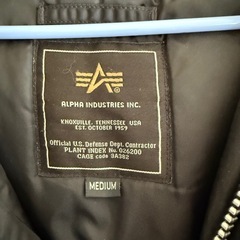 ALPHA INDUSTRIES INC.
KNOXVILLE, TENNESSEE USA
EST. OCTOBER 1959
Official U.S. Defense Dept. Contractor
PLANT INDEX No. 026200
CAGE code 3A382
MEDIUM